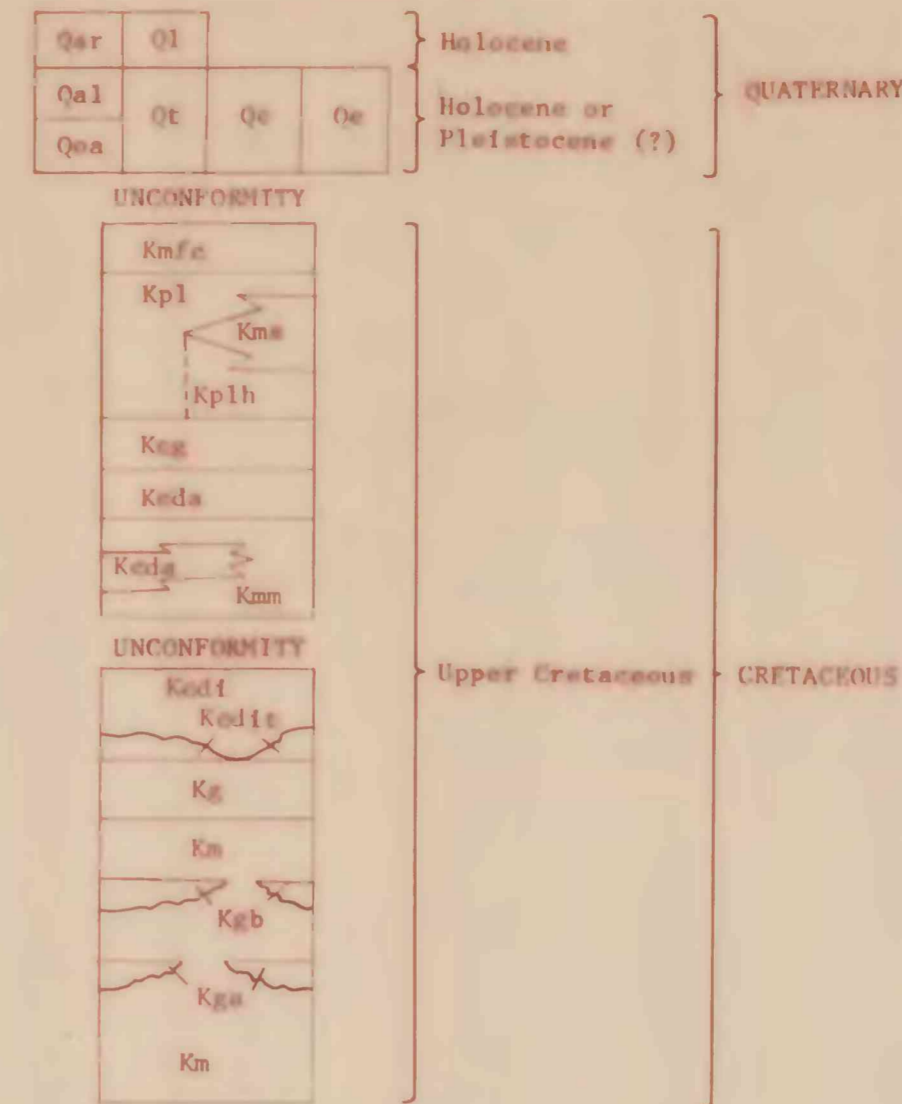 Qar Ql Holocene
Qal Qt Qc Qe Holocene or QUATERNARY
Qoa Pleistocene (?)
UNCONFORMITY
Kmfc
Kpl
Kms
Kplh
Kcg
Kcda
Kcda
Kmm
UNCONFORMITY
Kcdi Upper Cretaceous CRETACEOUS
Kcdit
Kg
Km
Kgb
Kga
Km